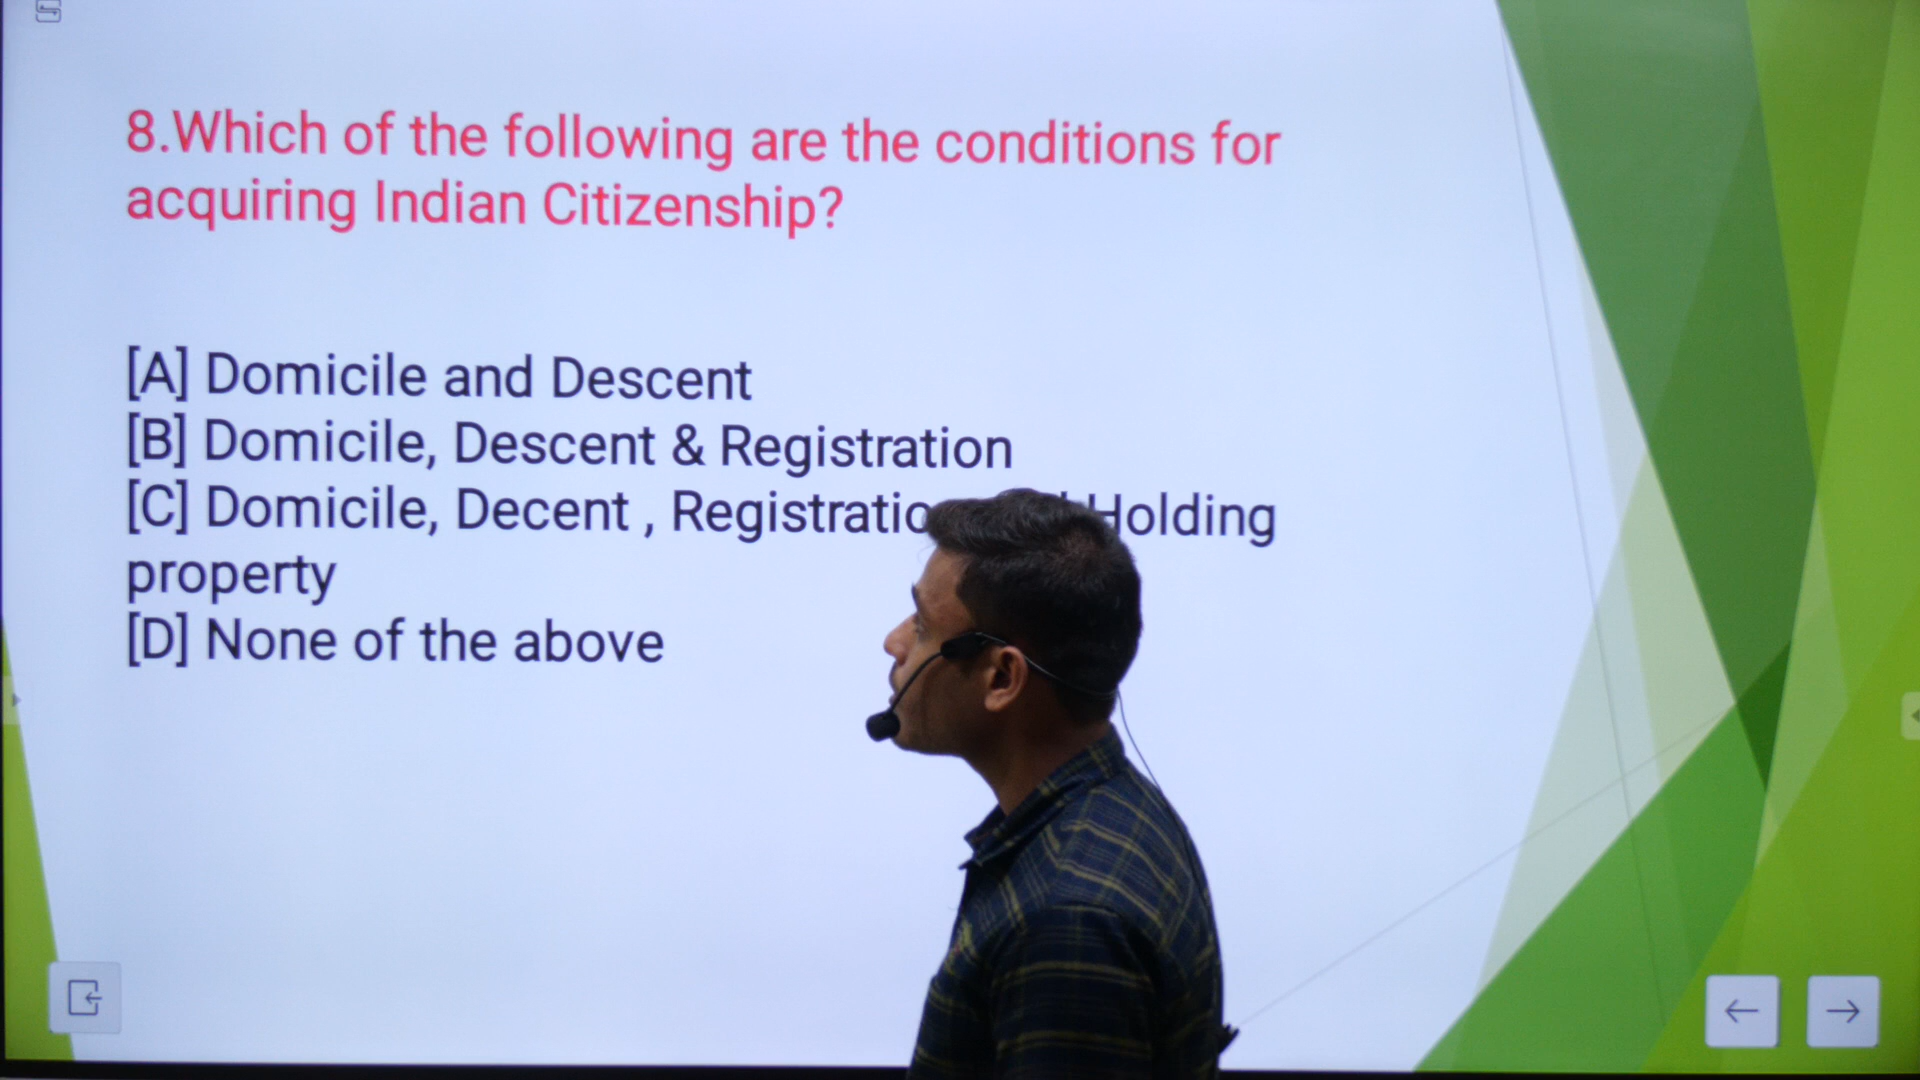 8.Which of the following are the conditions for
acquiring Indian Citizenship?
[A] Domicile and Descent
[B] Domicile, Descent & Registration
[C] Domicile, Decent , Holding
property
[D] None of the above